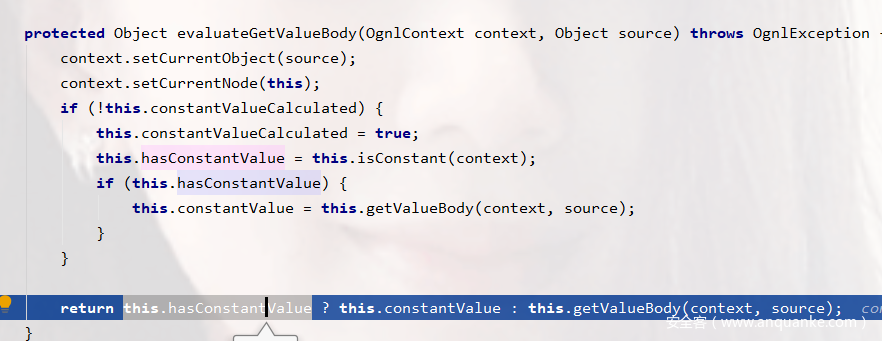 protected Object evaluateGetValueBody(OgnlContext context, Object source) throws OgnlException
context.setCurrentObject(source);
context.setCurrentNode(this);
if (!this.constantValueCalculated) {
this.constantValueCalculated = true;
this.hasConstantValue = this.isConstant(context);
if (this.hasConstantValue) {
this.constantValue = this.getValueBody(context, source);
}
}
return this.hasConstantValue ? this.constantValue : this.getValueBody(context, source); co
安全客（www.anquanke.com）
}